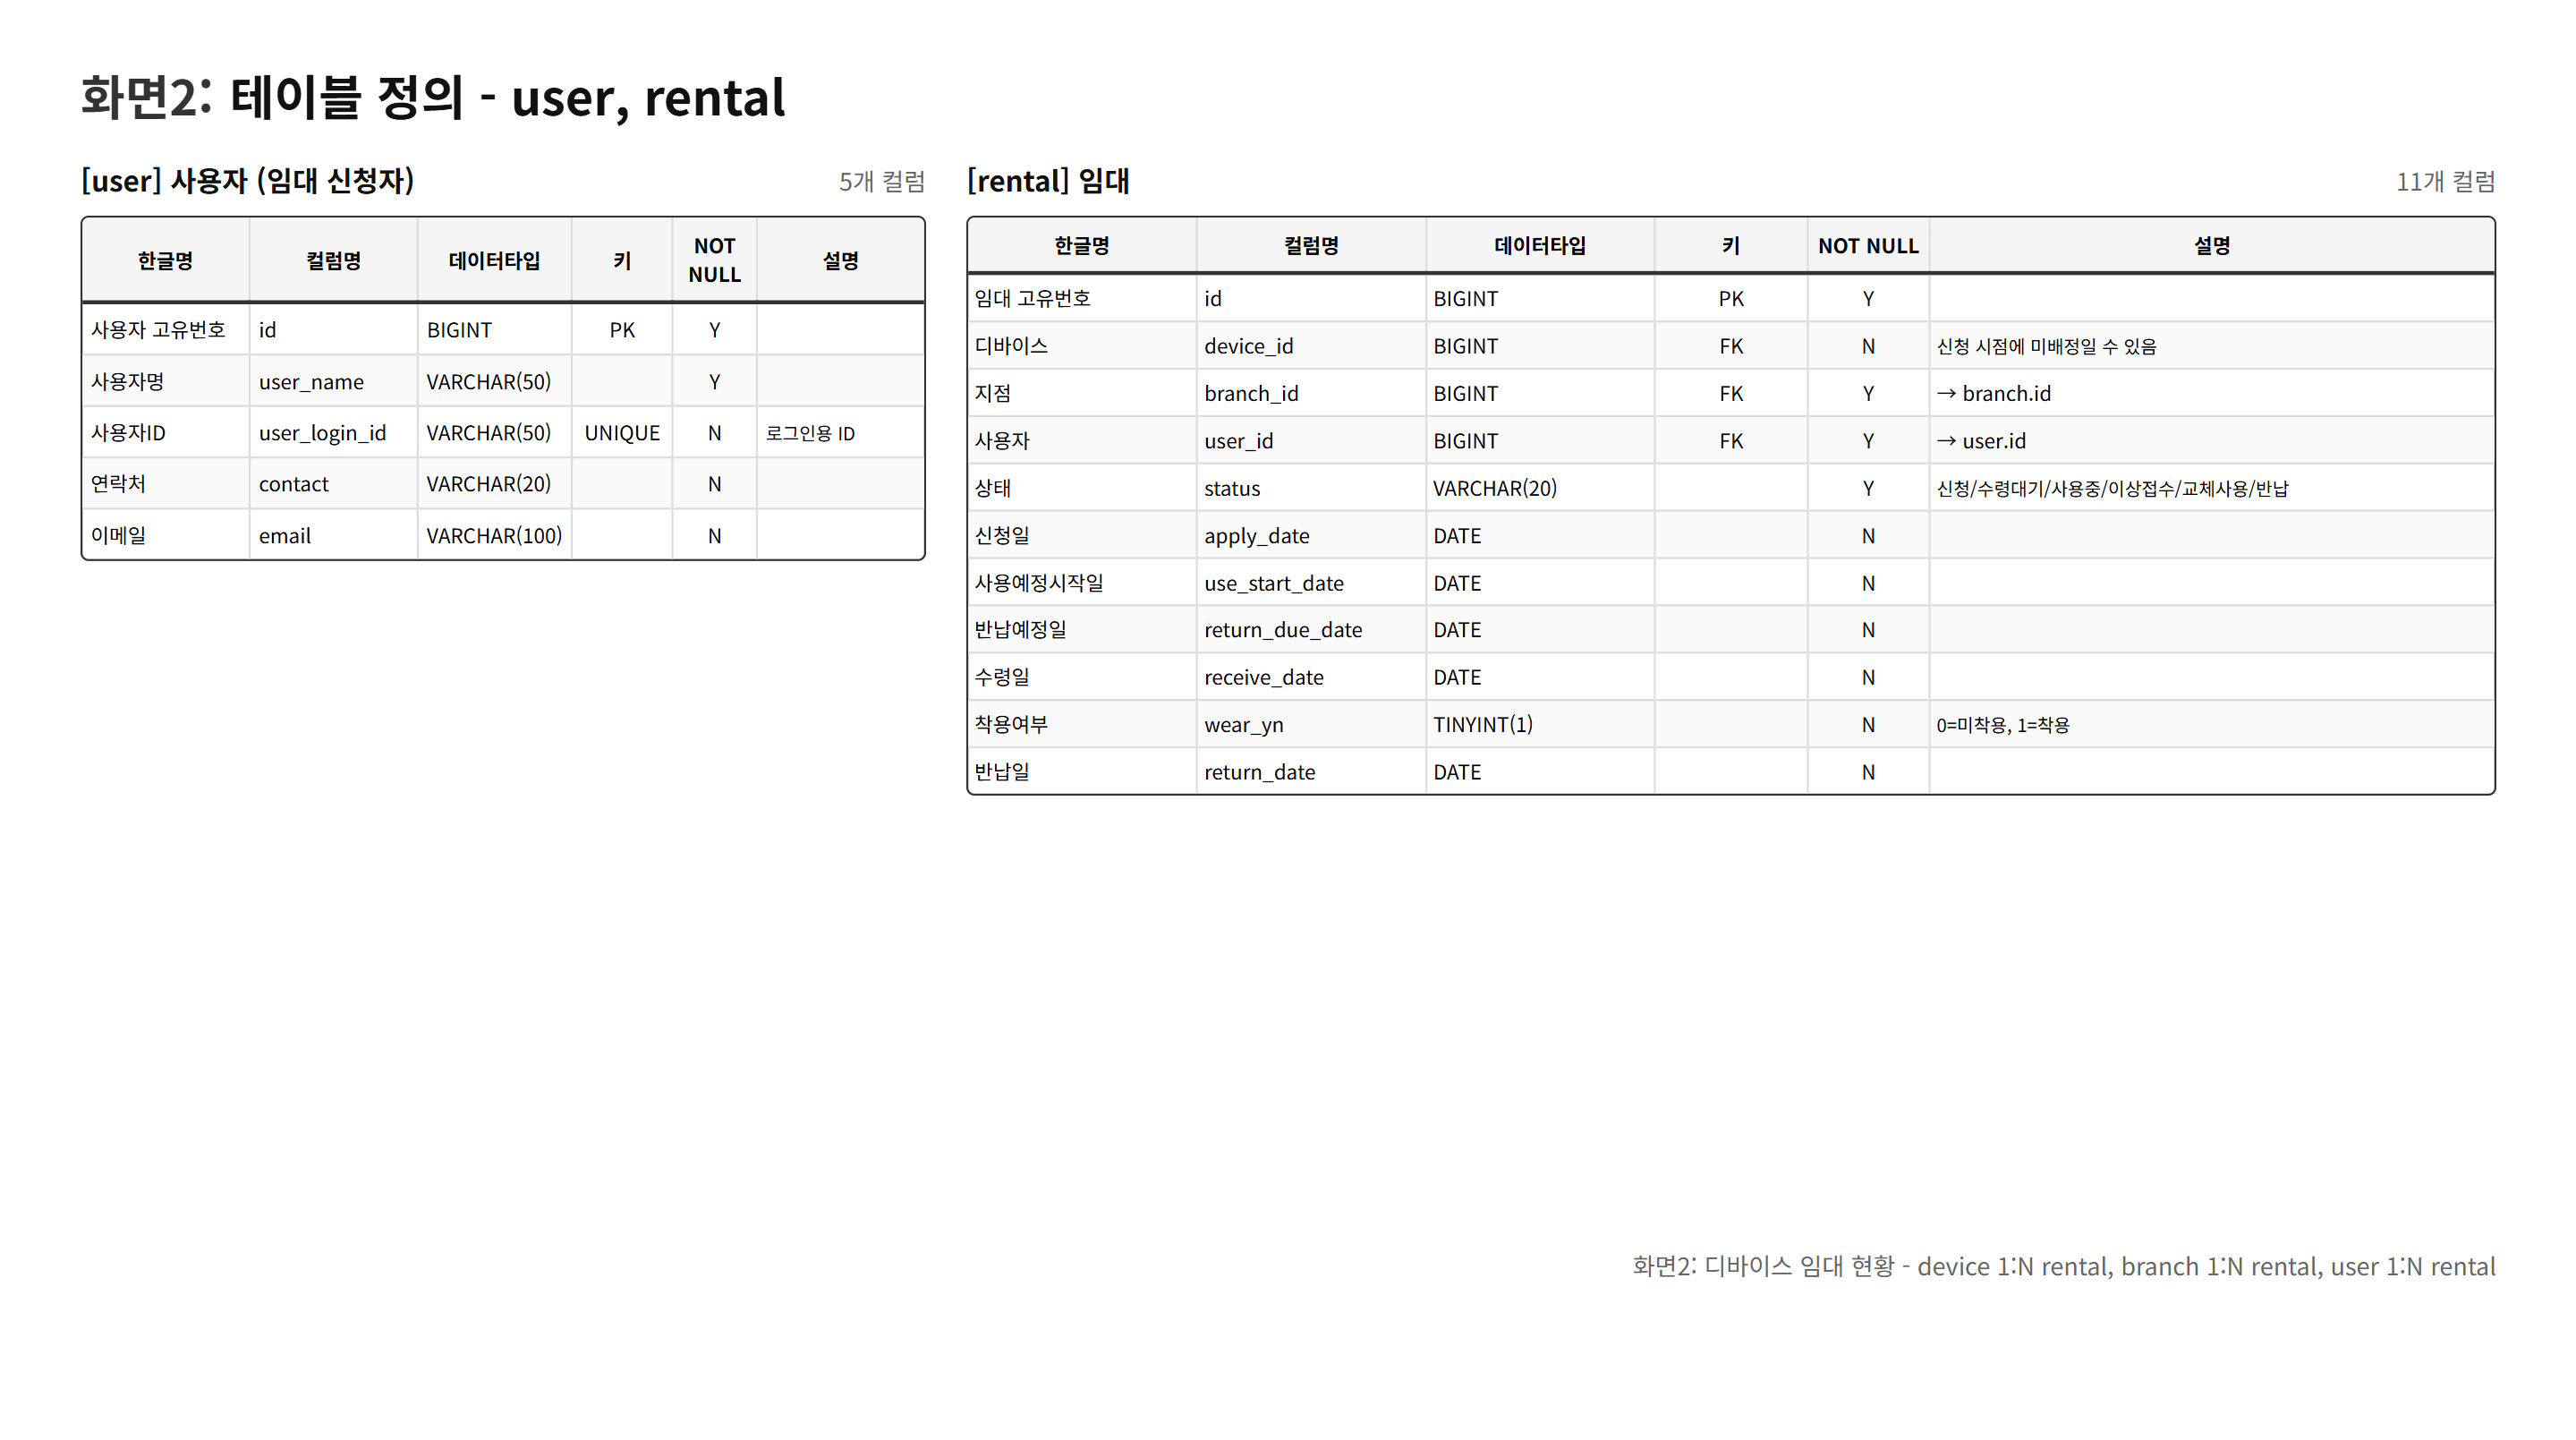 화면2: 테이블 정의 - user, rental
[user] 사용자 (임대 신청자) 5개 컬럼
한글명 컬럼명 데이터타입 키 NOT NULL 설명
사용자 고유번호 id BIGINT PK Y
사용자명 user_name VARCHAR(50) Y
사용자ID user_login_id VARCHAR(50) UNIQUE N 로그인용 ID
연락처 contact VARCHAR(20) N
이메일 email VARCHAR(100) N
[rental] 임대 11개 컬럼
한글명 컬럼명 데이터타입 키 NOT NULL 설명
임대 고유번호 id BIGINT PK Y
디바이스 device_id BIGINT FK N 신청 시점에 미배정일 수 있음
지점 branch_id BIGINT FK Y → branch.id
사용자 user_id BIGINT FK Y → user.id
상태 status VARCHAR(20) Y 신청/수령대기/사용중/이상접수/교체사용/반납
신청일 apply_date DATE N
사용예정시작일 use_start_date DATE N
반납예정일 return_due_date DATE N
수령일 receive_date DATE N
착용여부 wear_yn TINYINT(1) N 0=미착용, 1=착용
반납일 return_date DATE N
화면2: 디바이스 임대 현황 - device 1:N rental, branch 1:N rental, user 1:N rental